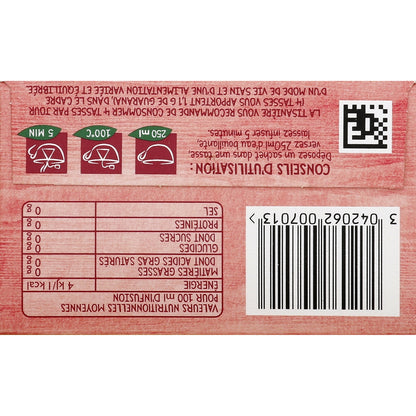 3 042062 007013 >
VALEURS NUTRITIONNELLES MOYENNES
POUR 100 ml D'INFUSION
ÉNERGIE 4 kJ/1 kcal
MATIÈRES GRASSES 0 g
DONT ACIDES GRAS SATURÉS 0 g
GLUCIDES 0 g
DONT SUCRES 0 g
PROTÉINES 0 g
SEL 0 g
CONSEILS D'UTILISATION :
Déposez un sachet dans une tasse,
versez 250ml d'eau bouillante,
laissez infuser 5 minutes.
250 ml
100°C
5 MIN
LA TISANIÈRE VOUS RECOMMANDE DE CONSOMMER 4 TASSES PAR JOUR
(4 TASSES VOUS APPORTENT 1,1 G DE GUARANA), DANS LE CADRE
D'UN MODE DE VIE SAIN ET D'UNE ALIMENTATION VARIÉE ET ÉQUILIBRÉE.